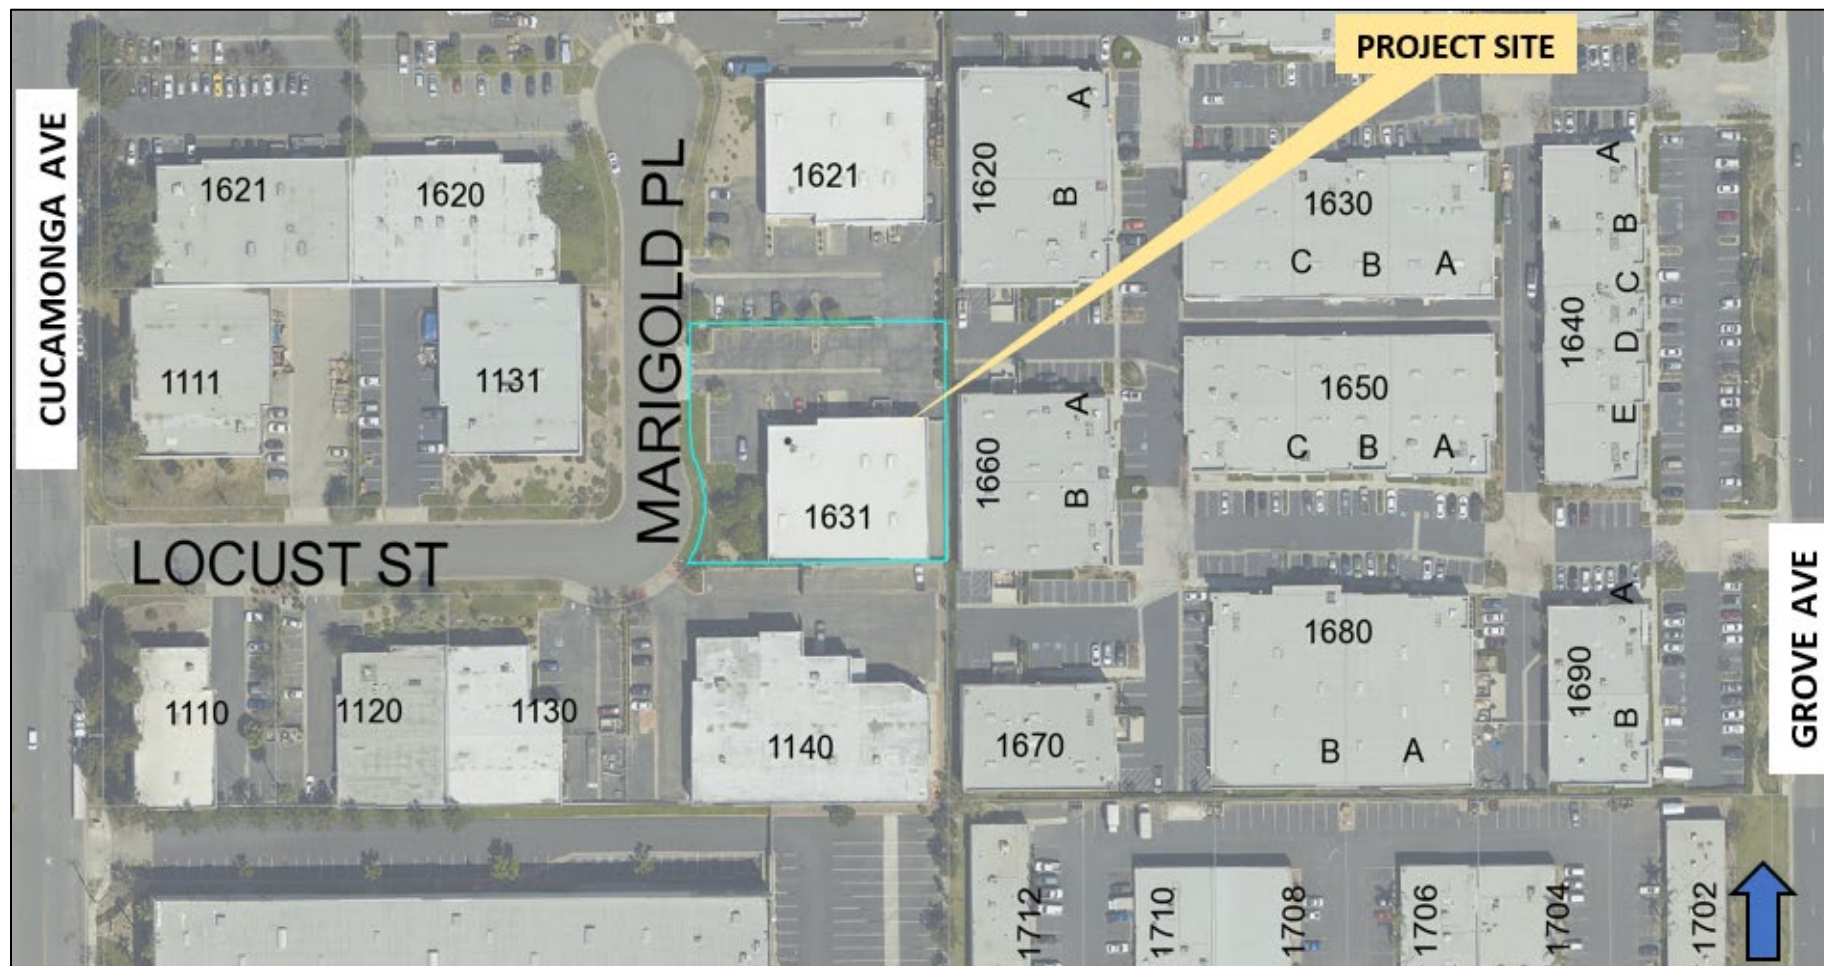 PROJECT SITE
CUCAMONGA AVE
MARIGOLD PL
LOCUST ST
GROVE AVE
1621
1620
1621
1620
A
B
1630
C
B
A
1640
A
B
C
D
E
1111
1131
1631
1660
A
B
1650
C
B
A
1110
1120
1130
1140
1670
1680
B
A
1690
A
B
1712
1710
1708
1706
1704
1702